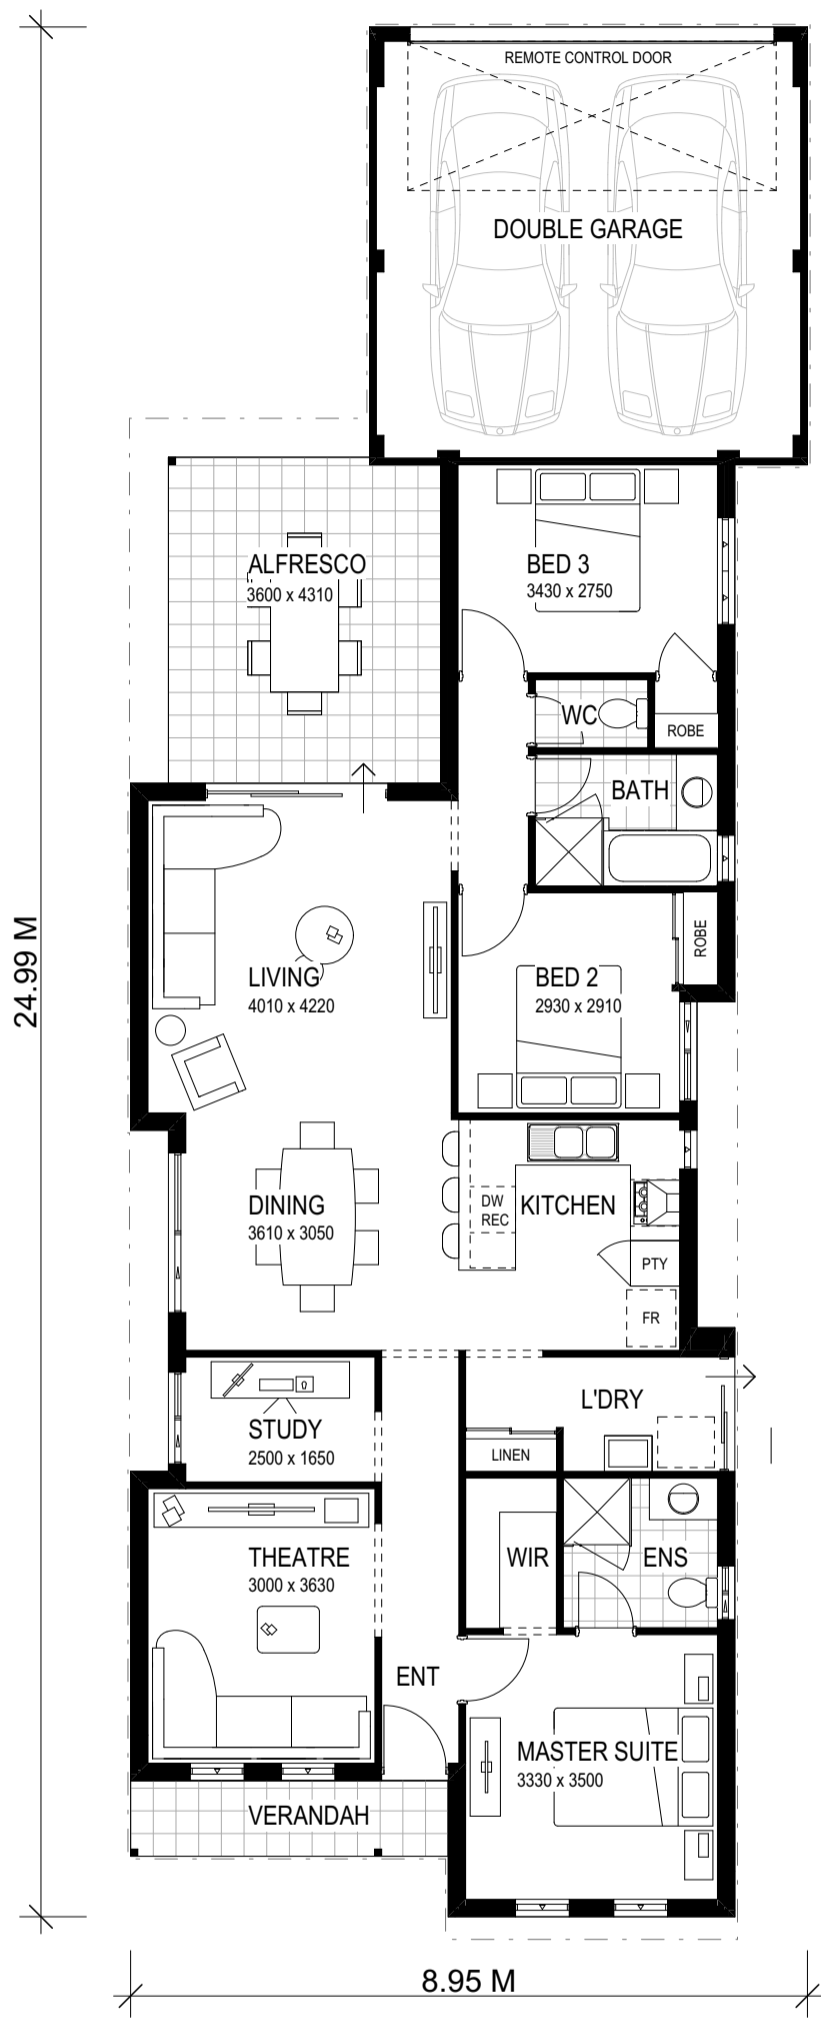 REMOTE CONTROL DOOR
DOUBLE GARAGE
ALFRESCO
3600 x 4310
BED 3
3430 x 2750
WC
ROBE
BATH
24.99 M
LIVING
4010 x 4220
BED 2
2930 x 2910
ROBE
DINING
3610 x 3050
DW
REC
KITCHEN
PTY
FR
STUDY
2500 x 1650
L'DRY
LINEN
THEATRE
3000 x 3630
WIR
ENS
ENT
MASTER SUITE
3330 x 3500
VERANDAH
8.95 M